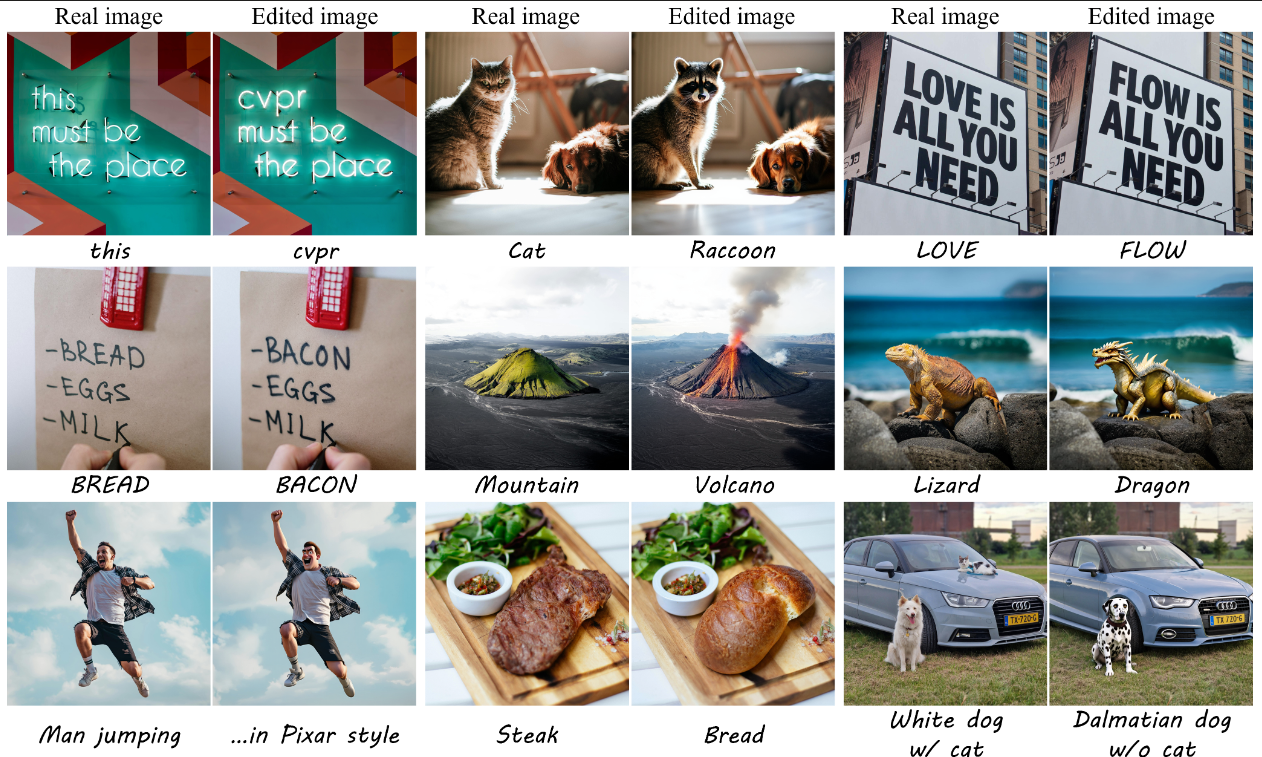 Real image Edited image Real image Edited image Real image Edited image
this
must be
the place
cvpr
must be
the place
LOVE IS
ALL YOU
NEED
FLOW IS
ALL YOU
NEED
this cvpr Cat Raccoon LOVE FLOW
-BREAD
-EGGS
-MILK
-BACON
-EGGS
-MILK
BREAD BACON Mountain Volcano Lizard Dragon
TX-720-G
TX 720-G
Man jumping ...in Pixar style Steak Bread
White dog
w/ cat
Dalmatian dog
w/o cat